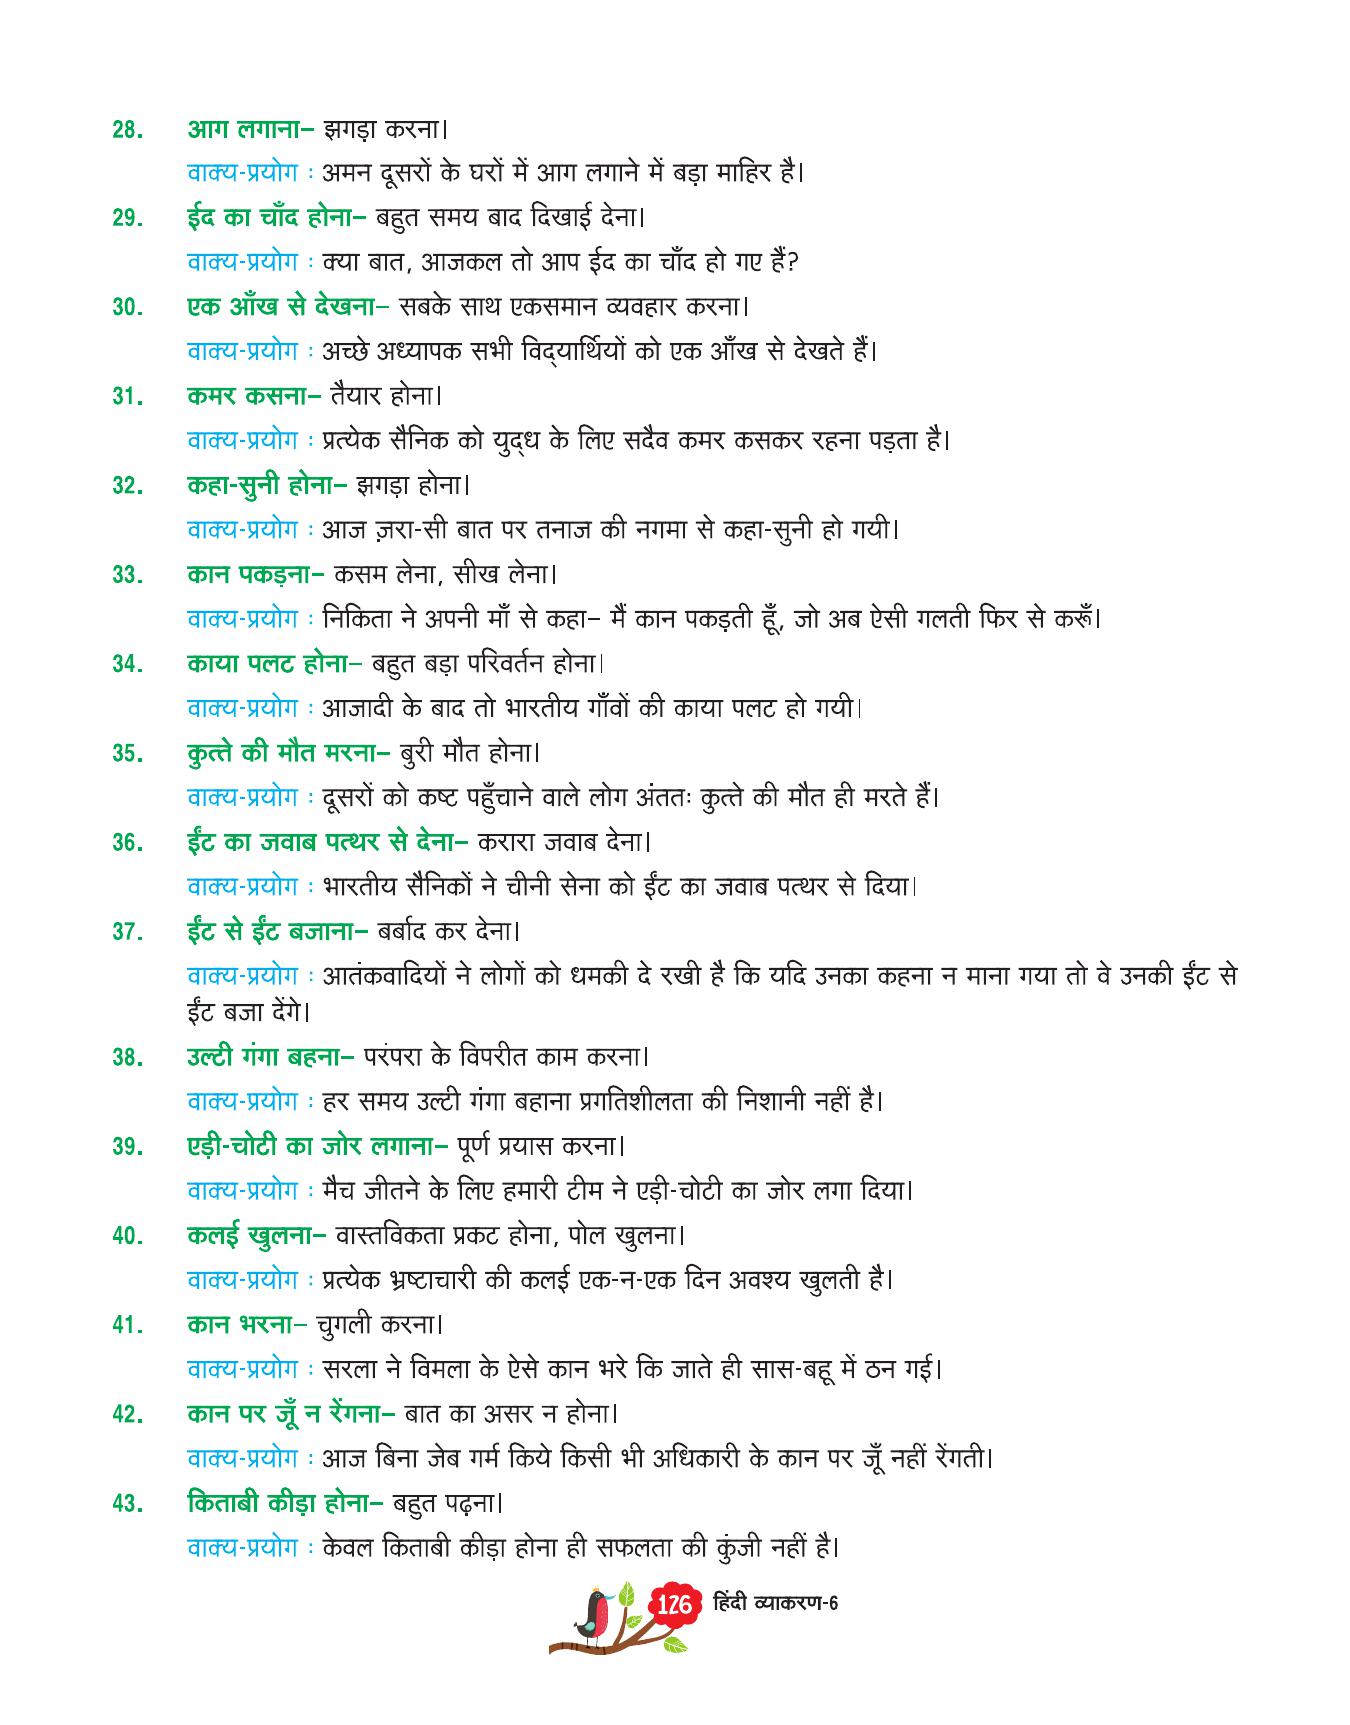 28. आग लगाना– झगड़ा करना।
वाक्य-प्रयोग : अमन दूसरों के घरों में आग लगाने में बड़ा माहिर है।
29. ईद का चाँद होना– बहुत समय बाद दिखाई देना।
वाक्य-प्रयोग : क्या बात, आजकल तो आप ईद का चाँद हो गए हैं?
30. एक आँख से देखना– सबके साथ एकसमान व्यवहार करना।
वाक्य-प्रयोग : अच्छे अध्यापक सभी विद्‌यार्थियों को एक आँख से देखते हैं।
31. कमर कसना– तैयार होना।
वाक्य-प्रयोग : प्रत्येक सैनिक को युद्‌ध के लिए सदैव कमर कसकर रहना पड़ता है।
32. कहा-सुनी होना– झगड़ा होना।
वाक्य-प्रयोग : आज ज़रा-सी बात पर तनाज की नगमा से कहा-सुनी हो गयी।
33. कान पकड़ना– कसम लेना, सीख लेना।
वाक्य-प्रयोग : निकिता ने अपनी माँ से कहा– मैं कान पकड़ती हूँ, जो अब ऐसी गलती फिर से करूँ।
34. काया पलट होना– बहुत बड़ा परिवर्तन होना।
वाक्य-प्रयोग : आजादी के बाद तो भारतीय गाँवों की काया पलट हो गयी।
35. कुत्ते की मौत मरना– बुरी मौत होना।
वाक्य-प्रयोग : दूसरों को कष्ट पहुँचाने वाले लोग अंततः कुत्ते की मौत ही मरते हैं।
36. ईंट का जवाब पत्थर से देना– करारा जवाब देना।
वाक्य-प्रयोग : भारतीय सैनिकों ने चीनी सेना को ईंट का जवाब पत्थर से दिया।
37. ईंट से ईंट बजाना– बर्बाद कर देना।
वाक्य-प्रयोग : आतंकवादियों ने लोगों को धमकी दे रखी है कि यदि उनका कहना न माना गया तो वे उनकी ईंट से
ईंट बजा देंगे।
38. उल्टी गंगा बहना– परंपरा के विपरीत काम करना।
वाक्य-प्रयोग : हर समय उल्टी गंगा बहाना प्रगतिशीलता की निशानी नहीं है।
39. एड़ी-चोटी का जोर लगाना– पूर्ण प्रयास करना।
वाक्य-प्रयोग : मैच जीतने के लिए हमारी टीम ने एड़ी-चोटी का जोर लगा दिया।
40. कलई खुलना– वास्तविकता प्रकट होना, पोल खुलना।
वाक्य-प्रयोग : प्रत्येक भ्रष्टाचारी की कलई एक-न-एक दिन अवश्य खुलती है।
41. कान भरना– चुगली करना।
वाक्य-प्रयोग : सरला ने विमला के ऐसे कान भरे कि जाते ही सास-बहू में ठन गई।
42. कान पर जूँ न रेंगना– बात का असर न होना।
वाक्य-प्रयोग : आज बिना जेब गर्म किये किसी भी अधिकारी के कान पर जूँ नहीं रेंगती।
43. किताबी कीड़ा होना– बहुत पढ़ना।
वाक्य-प्रयोग : केवल किताबी कीड़ा होना ही सफलता की कुंजी नहीं है।
126 हिंदी व्याकरण-6